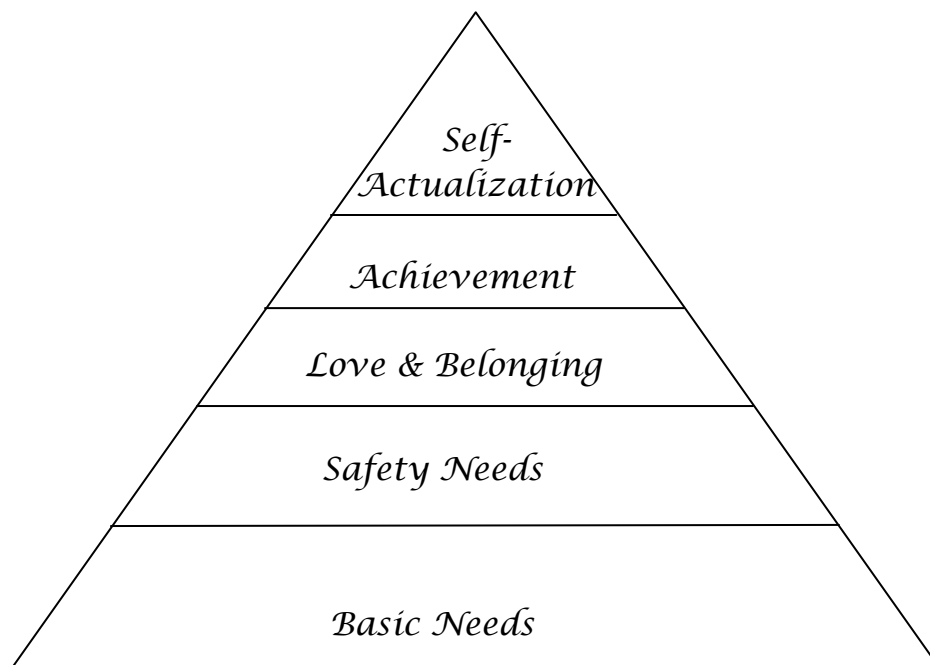 Self-
Actualization
Achievement
Love & Belonging
Safety Needs
Basic Needs